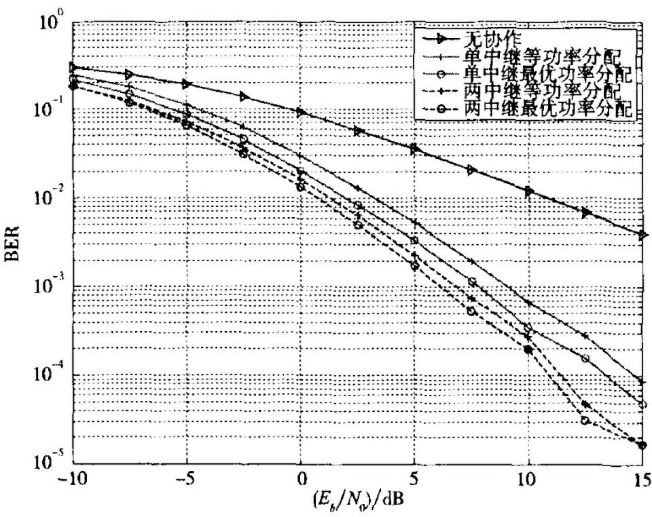 10^0
无协作
单中继等功率分配
单中继最优功率分配
两中继等功率分配
两中继最优功率分配
10^-1
10^-2
BER
10^-3
10^-4
10^-5
-10 -5 0 5 10 15
(E_b/N_0)/dB